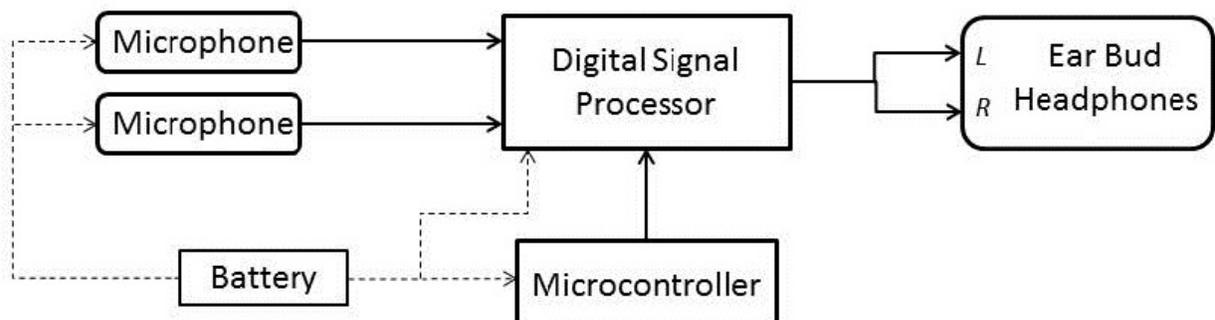 Microphone
Microphone
Digital Signal
Processor
L
R
Ear Bud
Headphones
Battery
Microcontroller